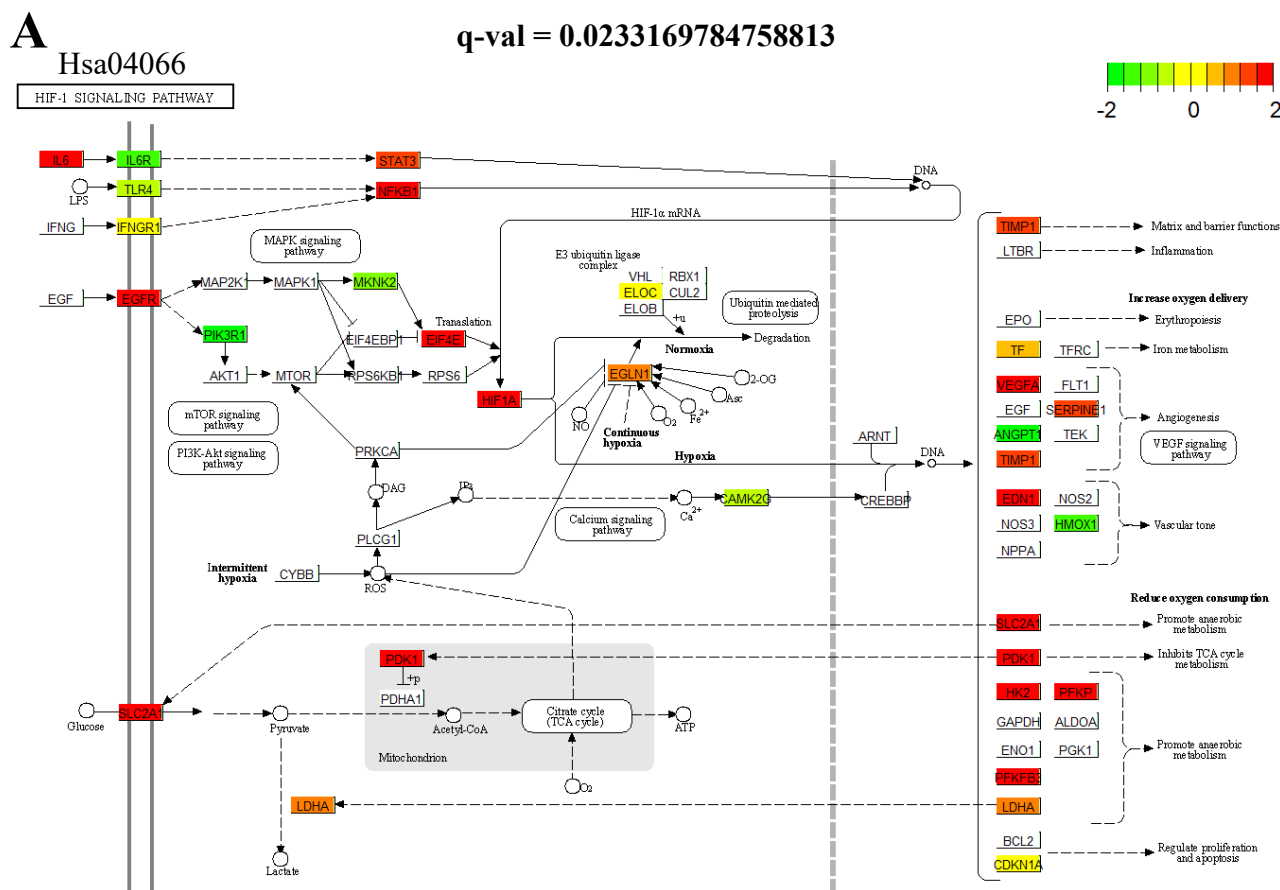 A
q-val = 0.0233169784758813
Hsa04066
HIF-1 SIGNALING PATHWAY
-2 0 2
IL6
IL6R
STAT3
DNA
LPS
TLR4
NFKB1
HIF-1α mRNA
IFNG
IFNGR1
TIMP1
Matrix and barrier functions
LTBR
Inflammation
MAPK signaling
pathway
E3 ubiquitin ligase
complex
VHL
RBX1
MAP2K1
MAPK1
MKNK2
ELOC
CUL2
ELOB
+u
Ubiquitin mediated
proteolysis
EGF
EGFR
Increase oxygen delivery
EPO
Erythropoiesis
Transslation
PIK3R1
EIF4EBP1
EIF4E
Degradation
Normoxia
TF
TFRC
Iron metabolism
AKT1
MTOR
RPS6KB1
RPS6
EGLN1
2-OG
Asc
Fe2+
O2
NO
HIF1A
VEGFA
FLT1
EGF
SERPINE1
Angiogenesis
ANGPT1
TEK
VEGF signaling
pathway
TIMP1
mTOR signaling
pathway
PI3K-Akt signaling
pathway
Continuous
hypoxia
Hypoxia
ARNT
DNA
PRKCA
DAG
IP3
Ca2+
CAMK2G
CREBBP
Calcium signaling
pathway
EDN1
NOS2
NOS3
HMOX1
Vascular tone
NPPA
PLCG1
Intermittent
hypoxia
CYBB
ROS
Reduce oxygen consumption
SLC2A1
Promote anaerobic
metabolism
PDK1
+p
PDHA1
PDK1
Inhibits TCA cycle
metabolism
HK2
PFKP
Glucose
SLC2A1
Pyruvate
Acetyl-CoA
Citrate cycle
(TCA cycle)
ATP
GAPDH
ALDOA
Mitochondrion
ENO1
PGK1
Promote anaerobic
metabolism
O2
PFKFB3
LDHA
LDHA
BCL2
Regulate proliferation
and apoptosis
CDKN1A
Lactate